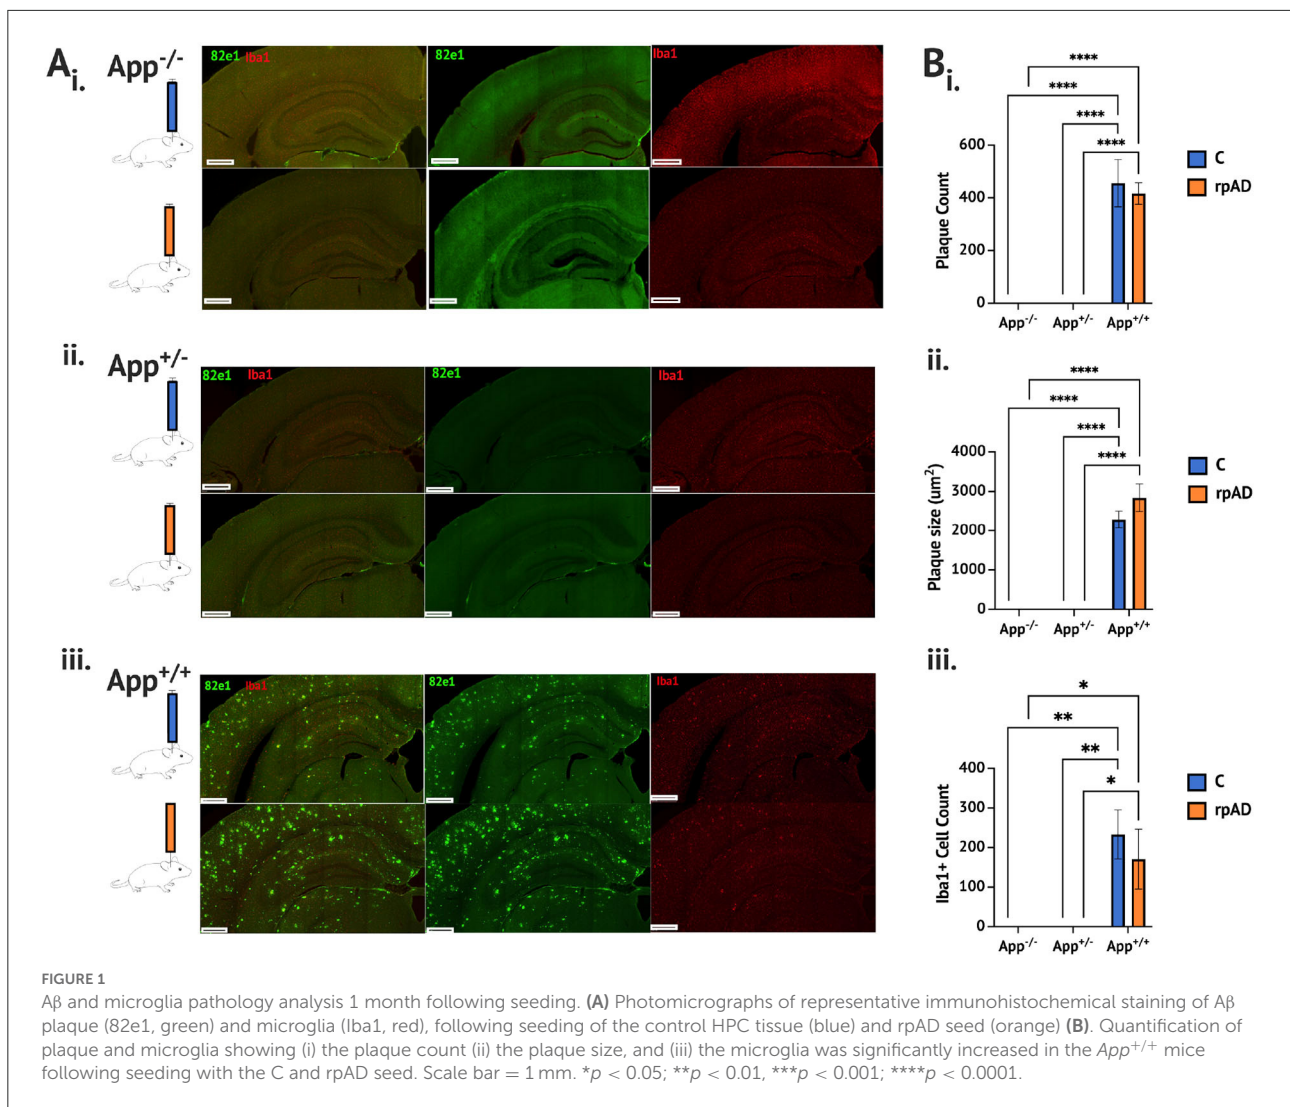 A
i.
App-/-
82e1 Iba1
82e1
Iba1
ii.
App+/-
82e1 Iba1
82e1
Iba1
iii.
App+/+
82e1 Iba1
82e1
Iba1
B
i.
****
****
****
****
600
400
200
0
Plaque Count
App-/- App+/- App+/+
C
rpAD
ii.
****
****
****
****
4000
3000
2000
1000
0
Plaque size (um2)
App-/- App+/- App+/+
C
rpAD
iii.
*
**
**
*
400
300
200
100
0
Iba1+ Cell Count
App-/- App+/- App+/+
C
rpAD
FIGURE 1
Aβ and microglia pathology analysis 1 month following seeding. (A) Photomicrographs of representative immunohistochemical staining of Aβ
plaque (82e1, green) and microglia (Iba1, red), following seeding of the control HPC tissue (blue) and rpAD seed (orange) (B). Quantification of
plaque and microglia showing (i) the plaque count (ii) the plaque size, and (iii) the microglia was significantly increased in the App+/+ mice
following seeding with the C and rpAD seed. Scale bar = 1 mm. *p < 0.05; **p < 0.01, ***p < 0.001; ****p < 0.0001.